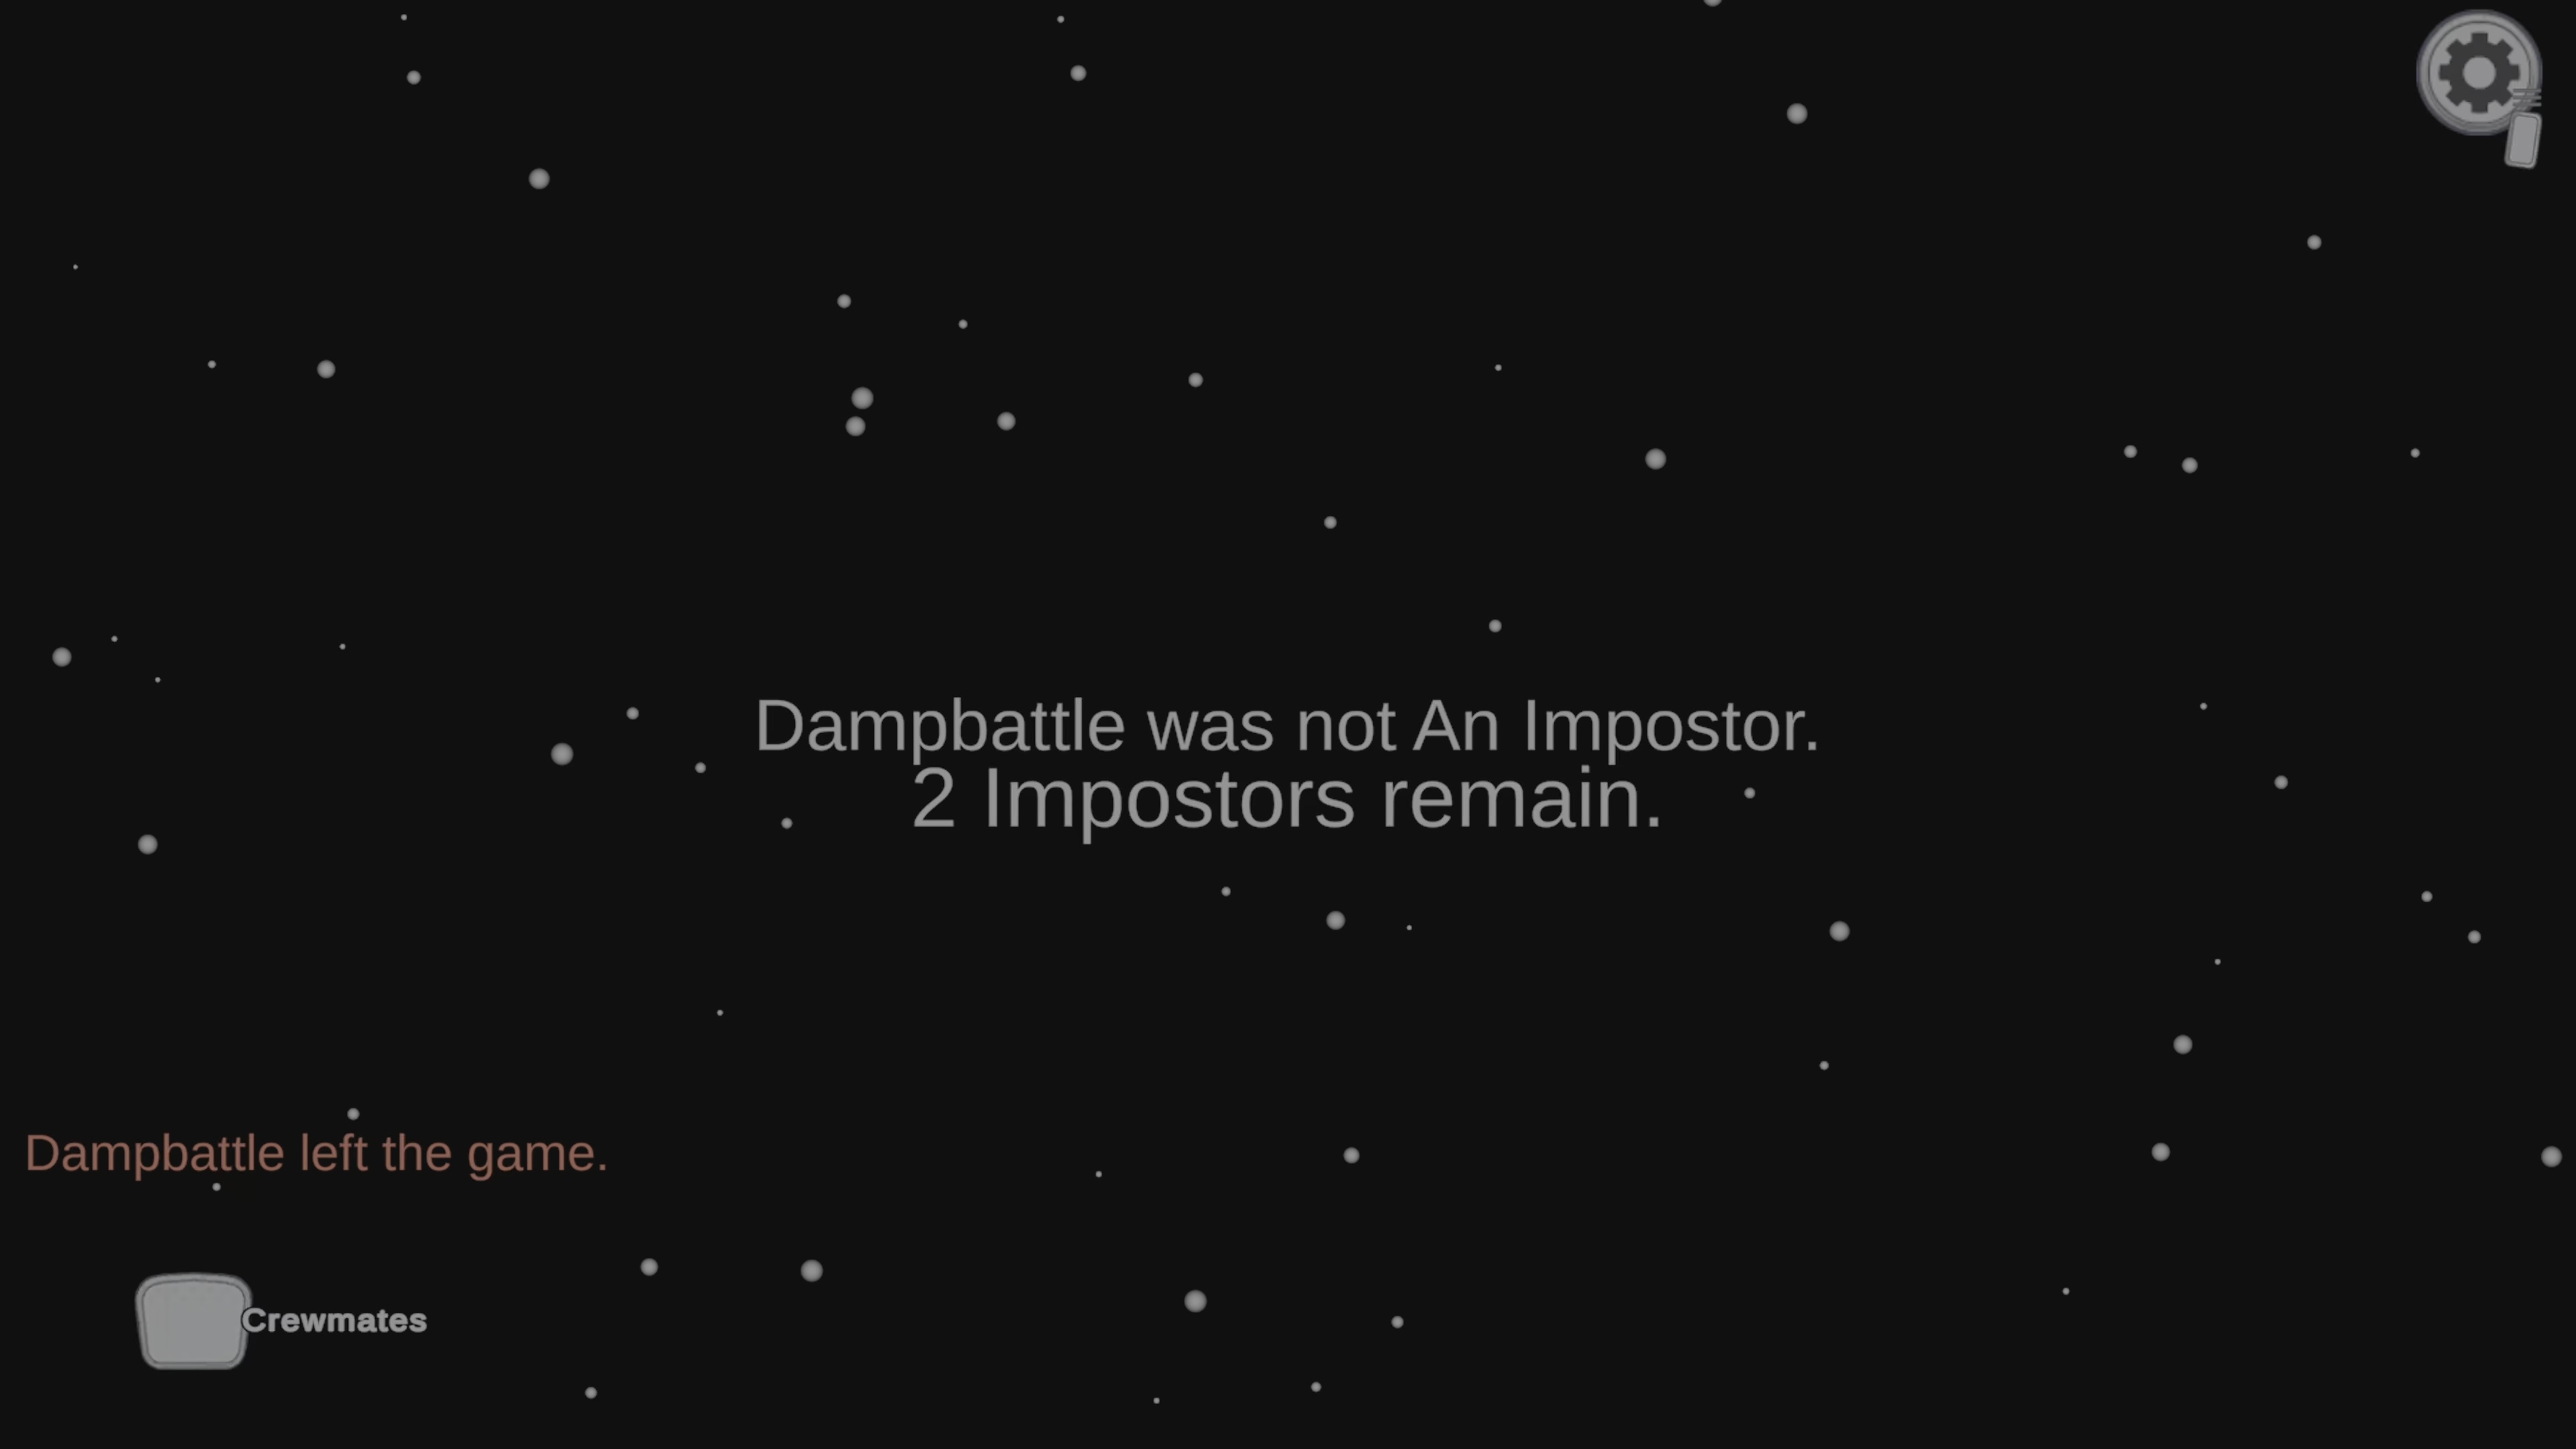 Dampbattle was not An Impostor.
2 Impostors remain.
Dampbattle left the game.
Crewmates